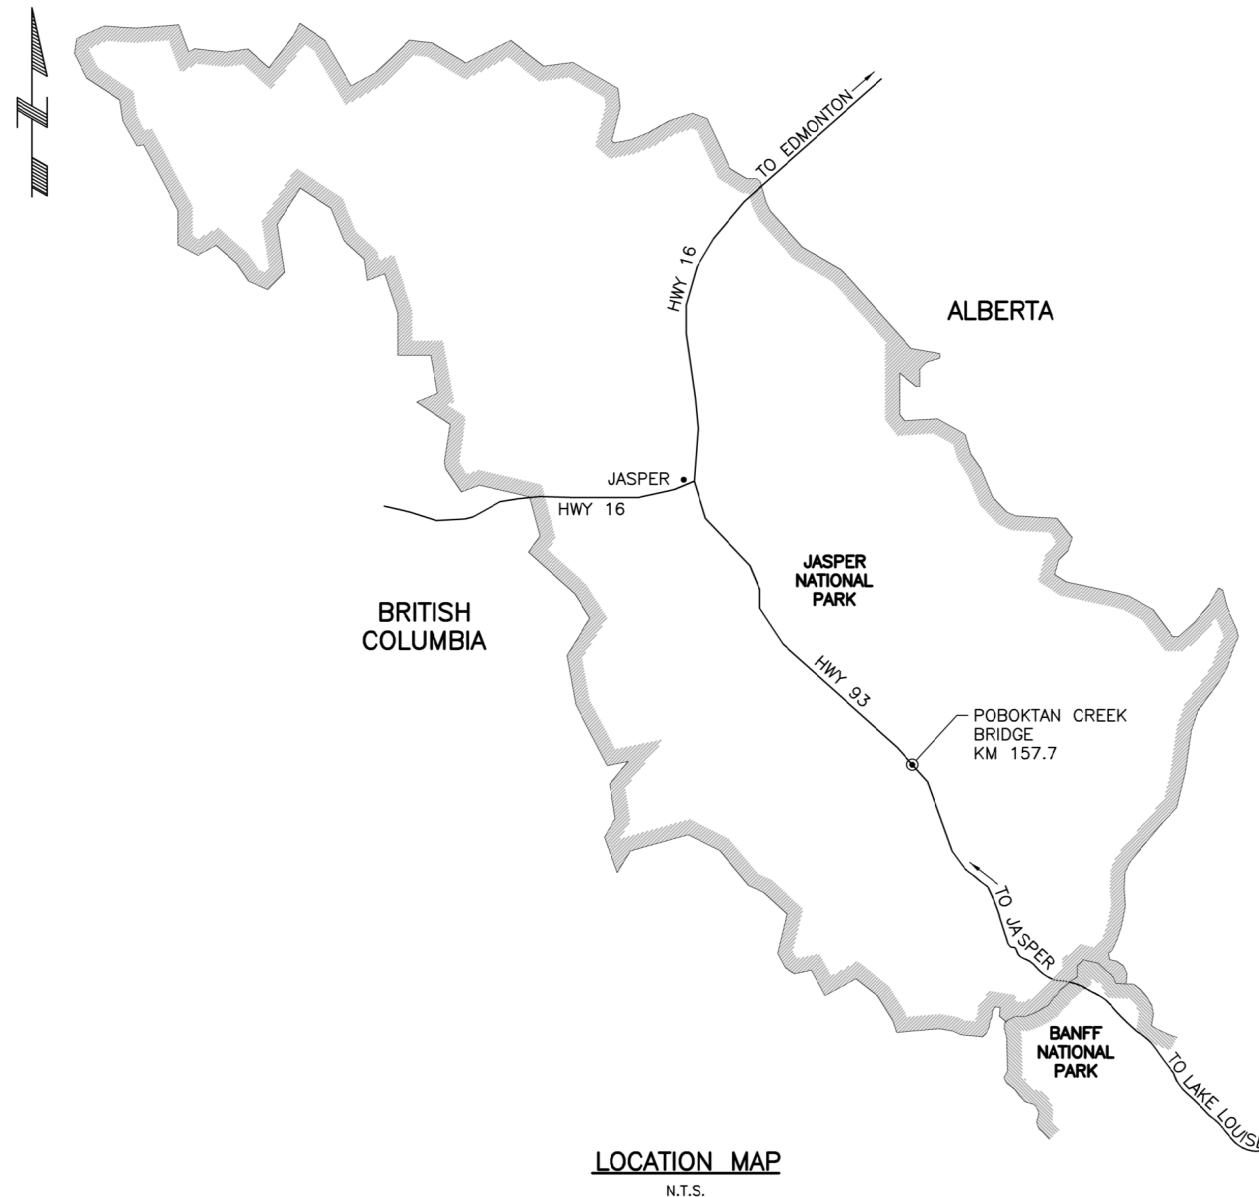 TO EDMONTON
HWY 16
ALBERTA
JASPER
HWY 16
JASPER
NATIONAL
PARK
BRITISH
COLUMBIA
HWY 93
POBOKTAN CREEK
BRIDGE
KM 157.7
TO JASPER
BANFF
NATIONAL
PARK
TO LAKE LOUISE
LOCATION MAP
N.T.S.